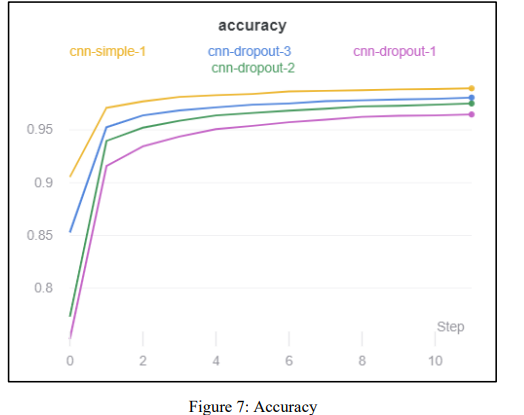 accuracy
cnn-simple-1 cnn-dropout-3 cnn-dropout-1
cnn-dropout-2
0.95
0.9
0.85
0.8
Step
0 2 4 6 8 10
Figure 7: Accuracy